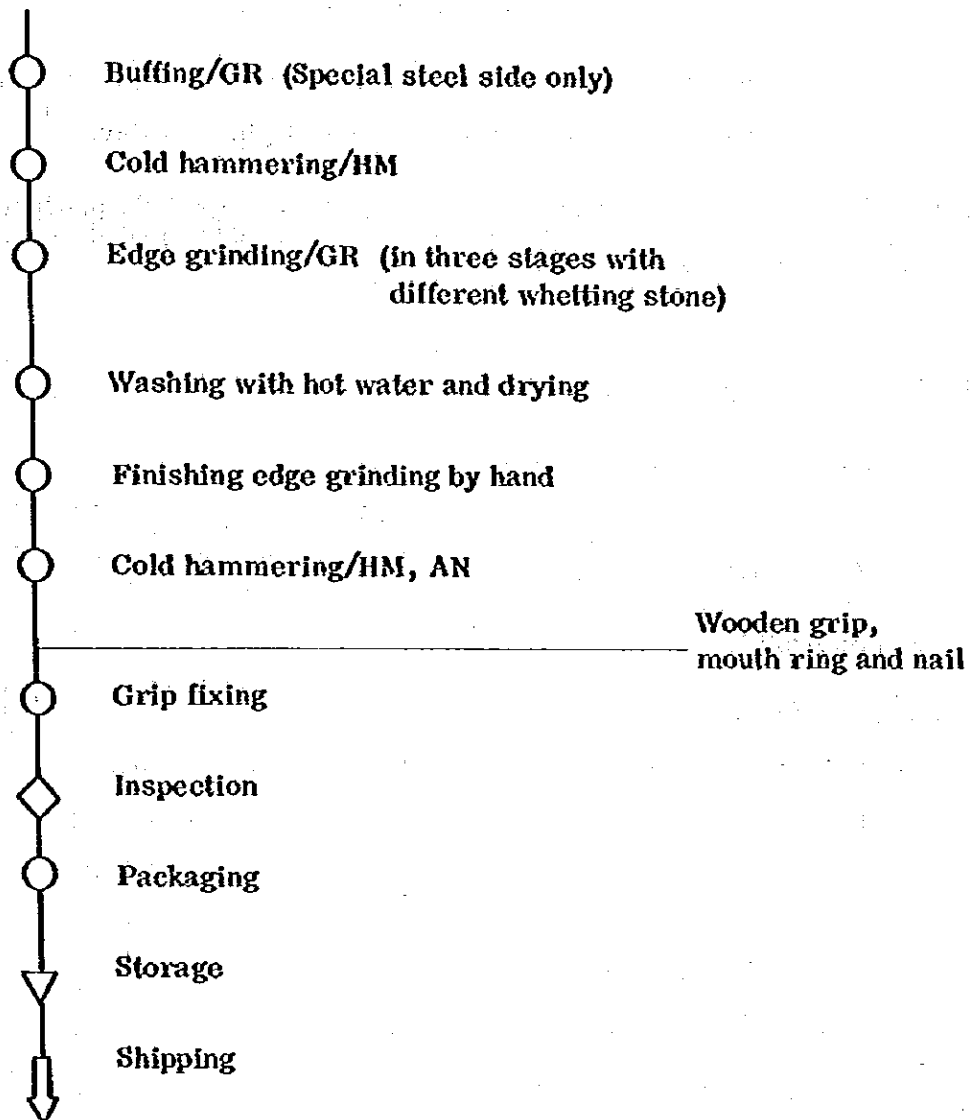 Buffing/GR (Special steel side only)
Cold hammering/HM
Edge grinding/GR (in three stages with
different whetting stone)
Washing with hot water and drying
Finishing edge grinding by hand
Cold hammering/HM, AN
Wooden grip,
mouth ring and nail
Grip fixing
Inspection
Packaging
Storage
Shipping